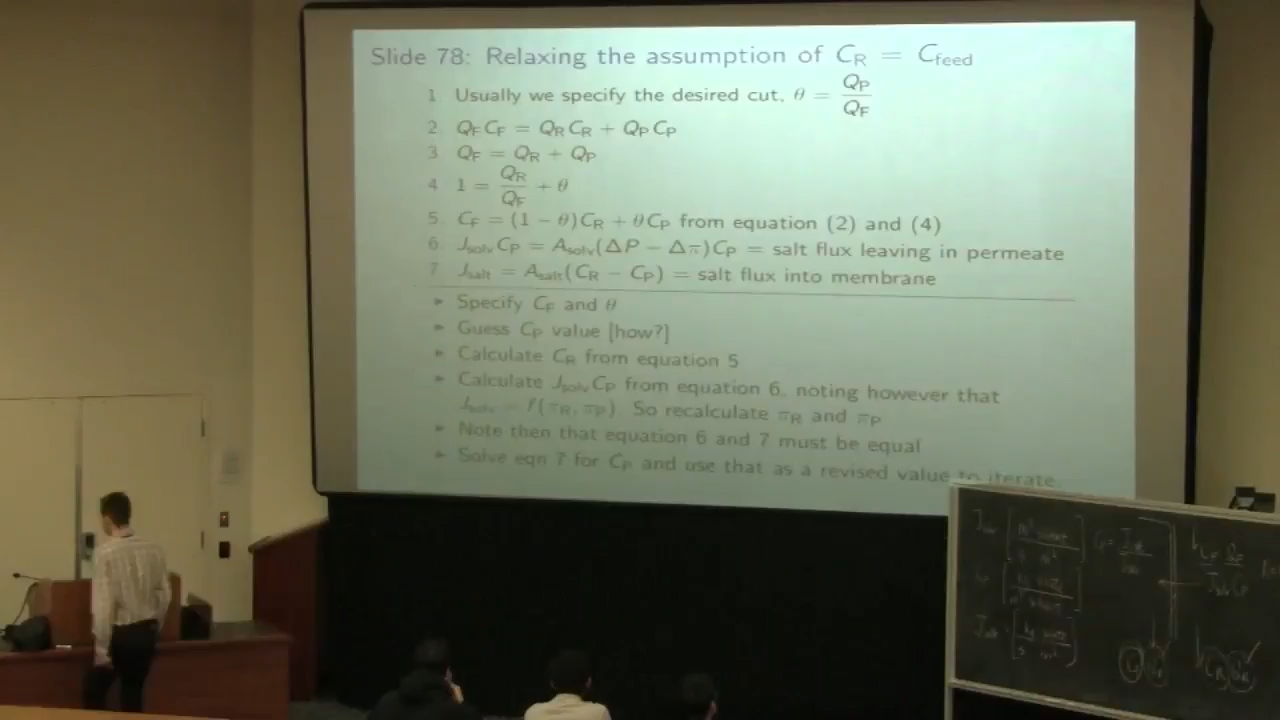 Slide 78: Relaxing the assumption of C_R = C_feed
1 Usually we specify the desired cut, θ = Q_P / Q_F
2 Q_F C_F = Q_R C_R + Q_P C_P
3 Q_F = Q_R + Q_P
4 1 = Q_R / Q_F + θ
5 C_F = (1 − θ)C_R + θC_P from equation (2) and (4)
6 J_solv C_P = A_solv(ΔP − Δπ)C_P = salt flux leaving in permeate
7 J_salt = A_salt(C_R − C_P) = salt flux into membrane
► Specify C_F and θ
► Guess C_P value [how?]
► Calculate C_R from equation 5
► Calculate J_solv C_P from equation 6, noting however that
J_solv = f(π_R, π_P). So recalculate π_R and π_P
► Note then that equation 6 and 7 must be equal
► Solve eqn 7 for C_P and use that as a revised value to iterate